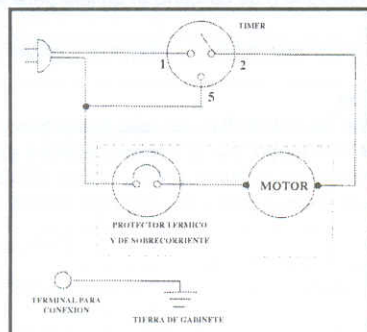 TIMER
1
2
5
MOTOR
PROTECTOR TERMICO
Y DE SOBRECORRIENTE
TERMINAL PARA
CONEXION
TIERRA DE GABINETE